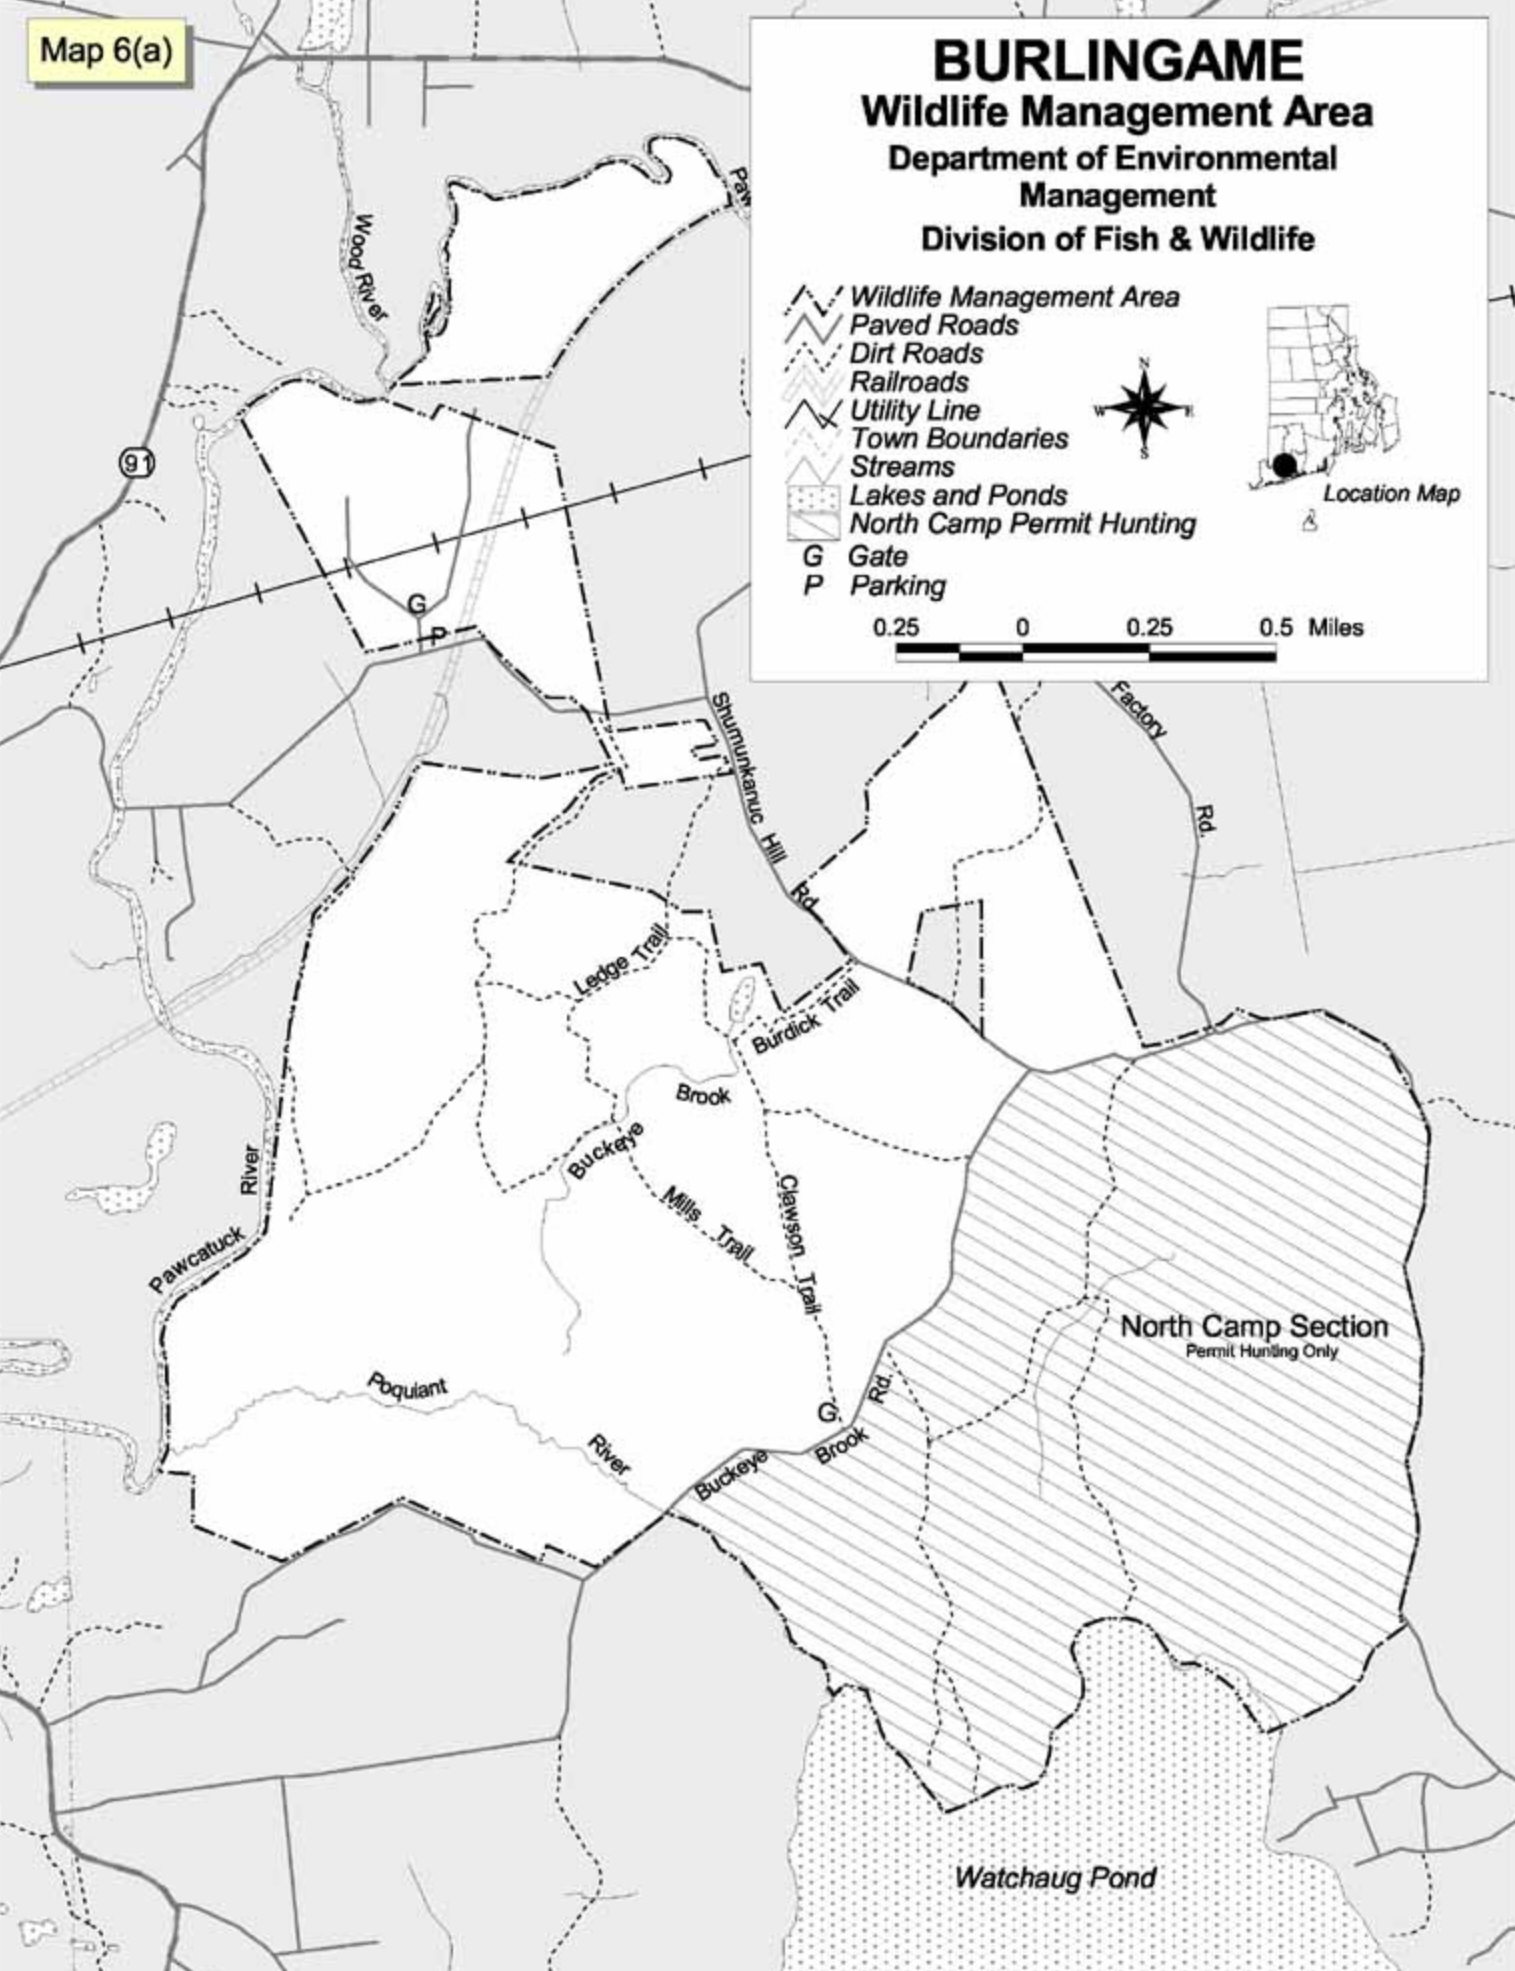 Map 6(a)
BURLINGAME
Wildlife Management Area
Department of Environmental
Management
Division of Fish & Wildlife
Wildlife Management Area
Paved Roads
Dirt Roads
Railroads
Utility Line
Town Boundaries
Streams
Lakes and Ponds
North Camp Permit Hunting
G Gate
P Parking
N
W E
S
Location Map
0.25 0 0.25 0.5 Miles
Paw
Wood River
91
G
P
Shumunkanuc Hill Rd.
Factory Rd.
Ledge Trail
Burdick Trail
Brook
Buckeye
Mills Trail
Clawson Trail
River
Pawcatuck
North Camp Section
Permit Hunting Only
Poquiant
River
G
Rd.
Buckeye Brook
Watchaug Pond